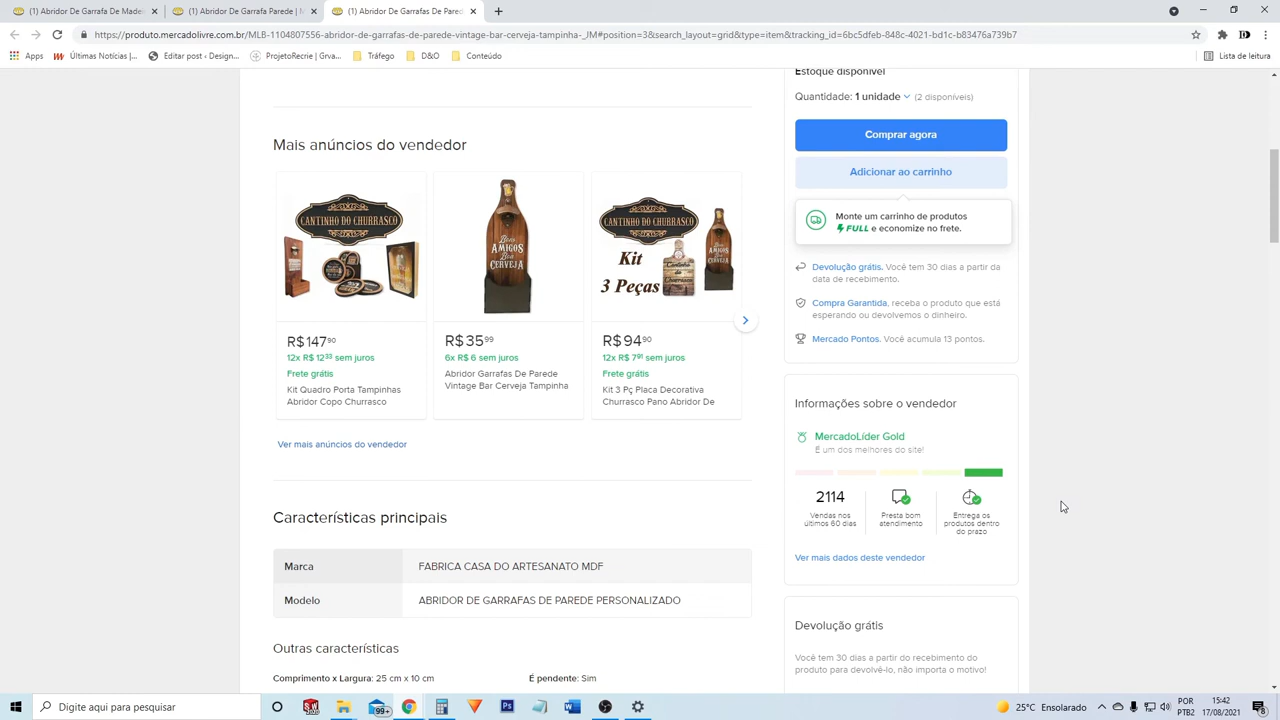 (1) Abridor De Garrafa De Made
(1) Abridor De Garrafa Parede | M
(1) Abridor De Garrafas De Pared
https://produto.mercadolivre.com.br/MLB-1104807556-abridor-de-garrafas-de-parede-vintage-bar-cerveja-tampinha-_JM#position=3&search_layout=grid&type=item&tracking_id=6bc5dfeb-848c-4021-bd1c-b83476a739b7
Apps
Últimas Notícias |...
Editar post ‹ Design...
ProjetoRecrie | Grva...
Tráfego
D&O
Conteúdo
Lista de leitura
Estoque disponível
Quantidade: 1 unidade (2 disponíveis)
Comprar agora
Adicionar ao carrinho
Monte um carrinho de produtos
FULL e economize no frete.
Devolução grátis. Você tem 30 dias a partir da
data de recebimento.
Compra Garantida, receba o produto que está
esperando ou devolvemos o dinheiro.
Mercado Pontos. Você acumula 13 pontos.
Mais anúncios do vendedor
CANTINHO DO CHURRASCO
R$ 147 90
12x R$ 12 33 sem juros
Frete grátis
Kit Quadro Porta Tampinhas
Abridor Copo Churrasco
Bons
AMIGOS
Boa
CERVEJA
R$ 35 99
6x R$ 6 sem juros
Abridor Garrafas De Parede
Vintage Bar Cerveja Tampinha
CANTINHO DO CHURRASCO
Kit
3 Peças
R$ 94 90
12x R$ 7 91 sem juros
Frete grátis
Kit 3 Pç Placa Decorativa
Churrasco Pano Abridor De
Ver mais anúncios do vendedor
Informações sobre o vendedor
MercadoLíder Gold
É um dos melhores do site!
2114
Vendas nos
últimos 60 dias
Presta bom
atendimento
Entrega os
produtos dentro
do prazo
Ver mais dados deste vendedor
Características principais
Marca FABRICA CASA DO ARTESANATO MDF
Modelo ABRIDOR DE GARRAFAS DE PAREDE PERSONALIZADO
Outras características
Comprimento x Largura: 25 cm x 10 cm
É pendente: Sim
Devolução grátis
Você tem 30 dias a partir do recebimento do
produto para devolvê-lo, não importa o motivo!
Digite aqui para pesquisar
99+
25°C Ensolarado
POR
PTB2
15:42
17/08/2021